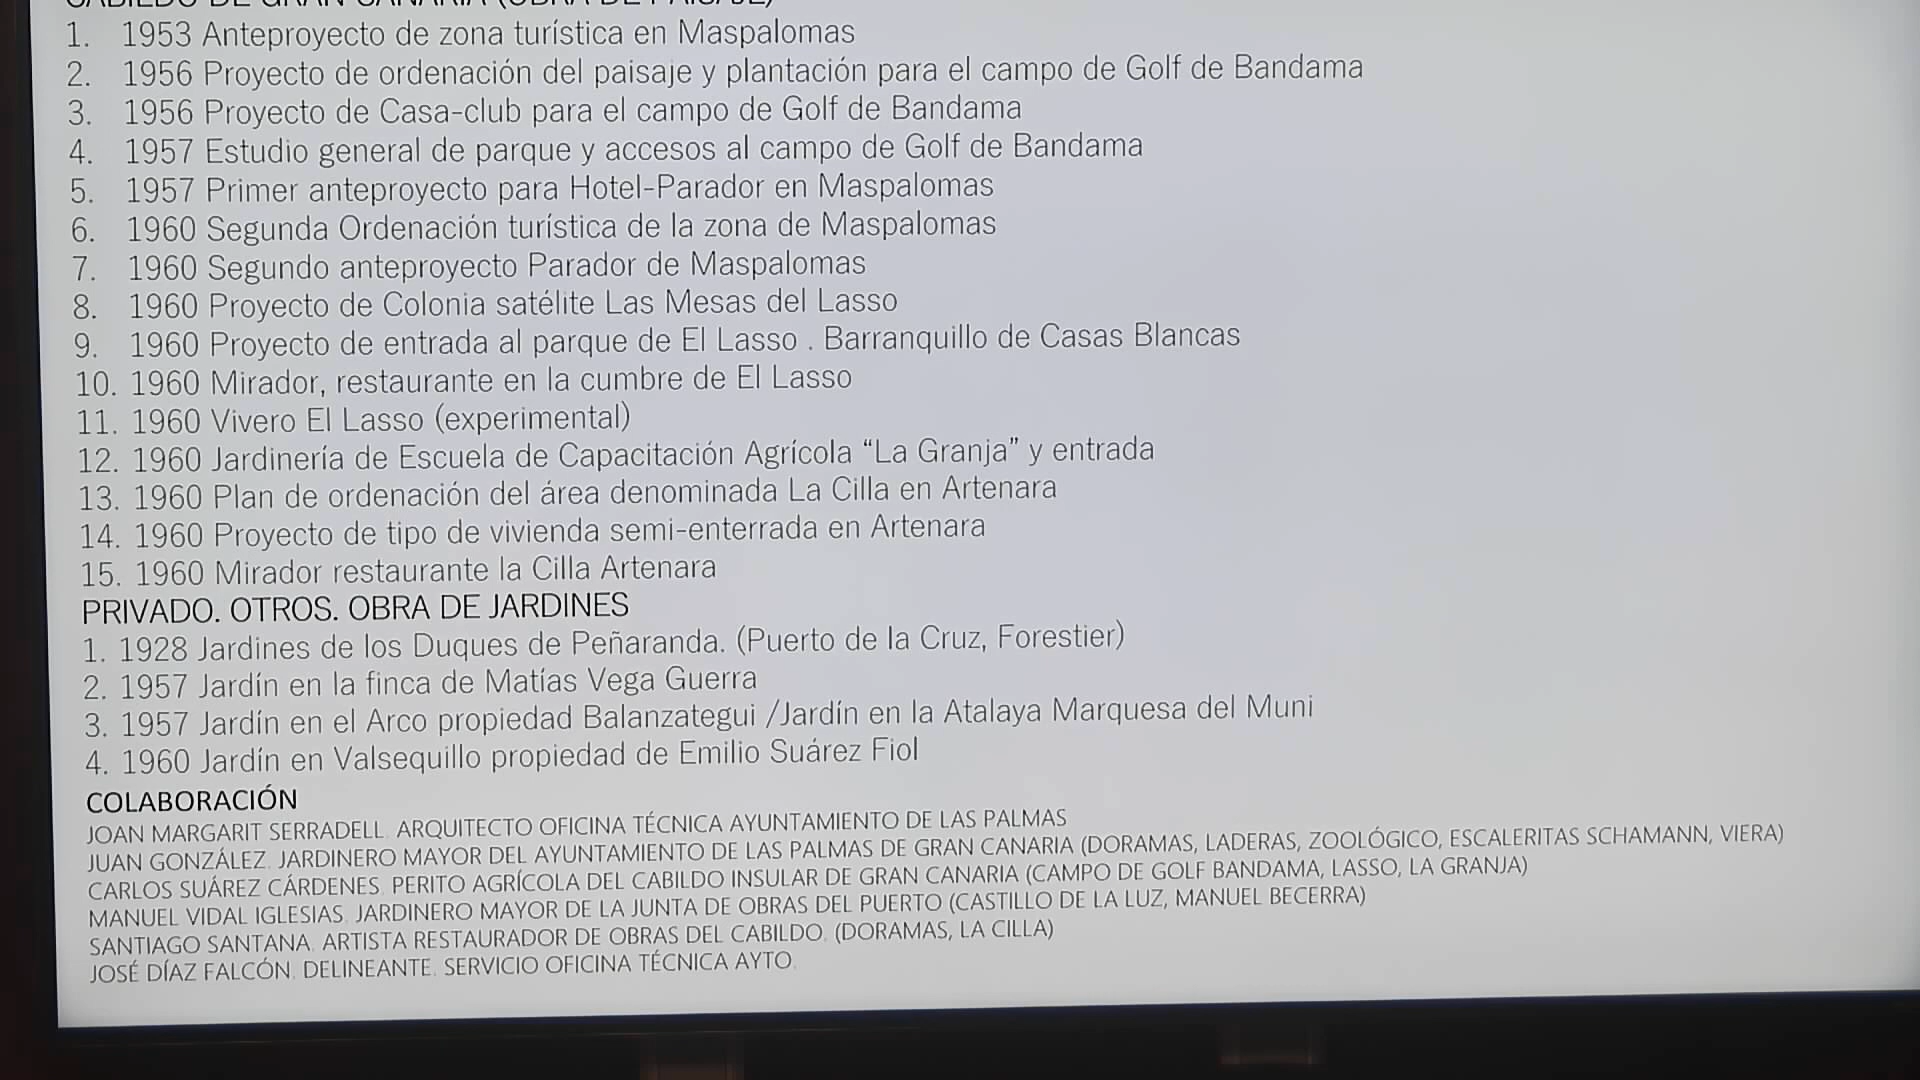 CABILDO DE GRAN CANARIA (OBRA DE PAISAJE)
1. 1953 Anteproyecto de zona turística en Maspalomas
2. 1956 Proyecto de ordenación del paisaje y plantación para el campo de Golf de Bandama
3. 1956 Proyecto de Casa-club para el campo de Golf de Bandama
4. 1957 Estudio general de parque y accesos al campo de Golf de Bandama
5. 1957 Primer anteproyecto para Hotel-Parador en Maspalomas
6. 1960 Segunda Ordenación turística de la zona de Maspalomas
7. 1960 Segundo anteproyecto Parador de Maspalomas
8. 1960 Proyecto de Colonia satélite Las Mesas del Lasso
9. 1960 Proyecto de entrada al parque de El Lasso . Barranquillo de Casas Blancas
10. 1960 Mirador, restaurante en la cumbre de El Lasso
11. 1960 Vivero El Lasso (experimental)
12. 1960 Jardinería de Escuela de Capacitación Agrícola “La Granja” y entrada
13. 1960 Plan de ordenación del área denominada La Cilla en Artenara
14. 1960 Proyecto de tipo de vivienda semi-enterrada en Artenara
15. 1960 Mirador restaurante la Cilla Artenara
PRIVADO. OTROS. OBRA DE JARDINES
1. 1928 Jardines de los Duques de Peñaranda. (Puerto de la Cruz, Forestier)
2. 1957 Jardín en la finca de Matías Vega Guerra
3. 1957 Jardín en el Arco propiedad Balanzategui /Jardín en la Atalaya Marquesa del Muni
4. 1960 Jardín en Valsequillo propiedad de Emilio Suárez Fiol
COLABORACIÓN
JOAN MARGARIT SERRADELL. ARQUITECTO OFICINA TÉCNICA AYUNTAMIENTO DE LAS PALMAS
JUAN GONZÁLEZ. JARDINERO MAYOR DEL AYUNTAMIENTO DE LAS PALMAS DE GRAN CANARIA (DORAMAS, LADERAS, ZOOLÓGICO, ESCALERITAS SCHAMANN, VIERA)
CARLOS SUÁREZ CÁRDENES. PERITO AGRÍCOLA DEL CABILDO INSULAR DE GRAN CANARIA (CAMPO DE GOLF BANDAMA, LASSO, LA GRANJA)
MANUEL VIDAL IGLESIAS. JARDINERO MAYOR DE LA JUNTA DE OBRAS DEL PUERTO (CASTILLO DE LA LUZ, MANUEL BECERRA)
SANTIAGO SANTANA. ARTISTA RESTAURADOR DE OBRAS DEL CABILDO. (DORAMAS, LA CILLA)
JOSÉ DÍAZ FALCÓN. DELINEANTE. SERVICIO OFICINA TÉCNICA AYTO.